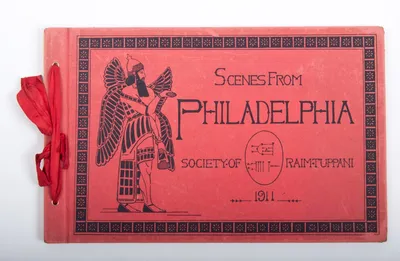 SCENES FROM
PHILADELPHIA
SOCIETY·OF RAIM·TUPPANI
1911